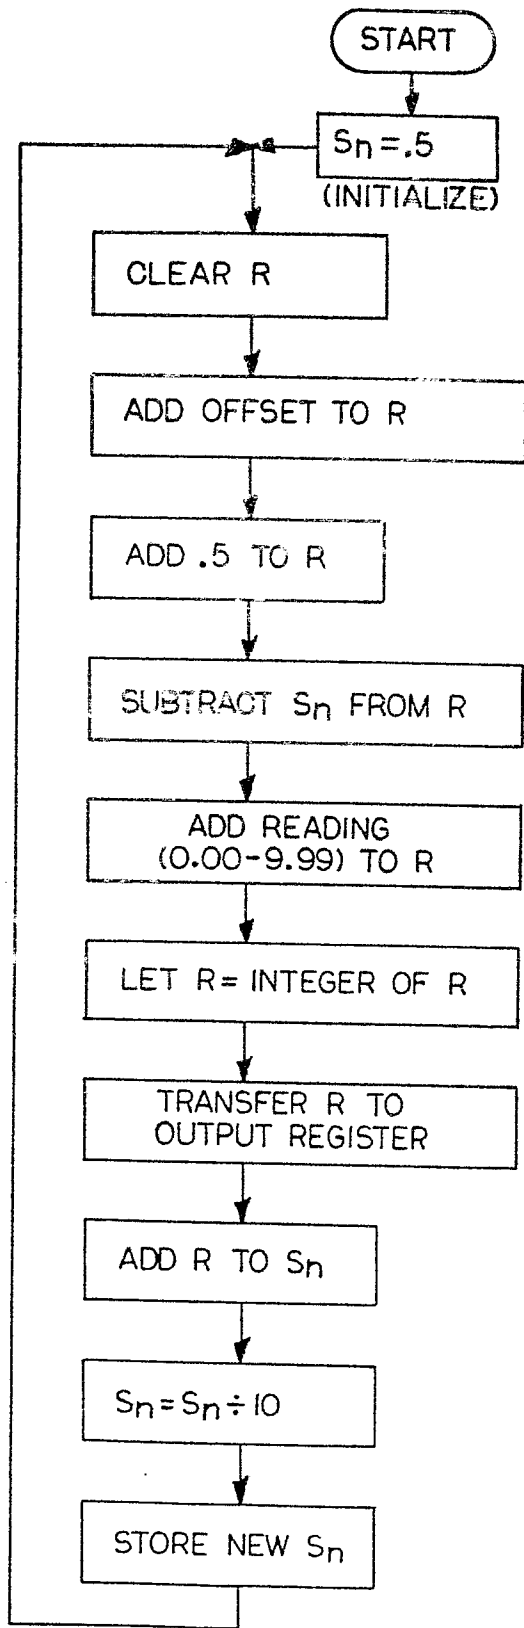 START
Sn = .5
(INITIALIZE)
CLEAR R
ADD OFFSET TO R
ADD .5 TO R
SUBTRACT Sn FROM R
ADD READING
(0.00-9.99) TO R
LET R = INTEGER OF R
TRANSFER R TO
OUTPUT REGISTER
ADD R TO Sn
Sn = Sn ÷ 10
STORE NEW Sn